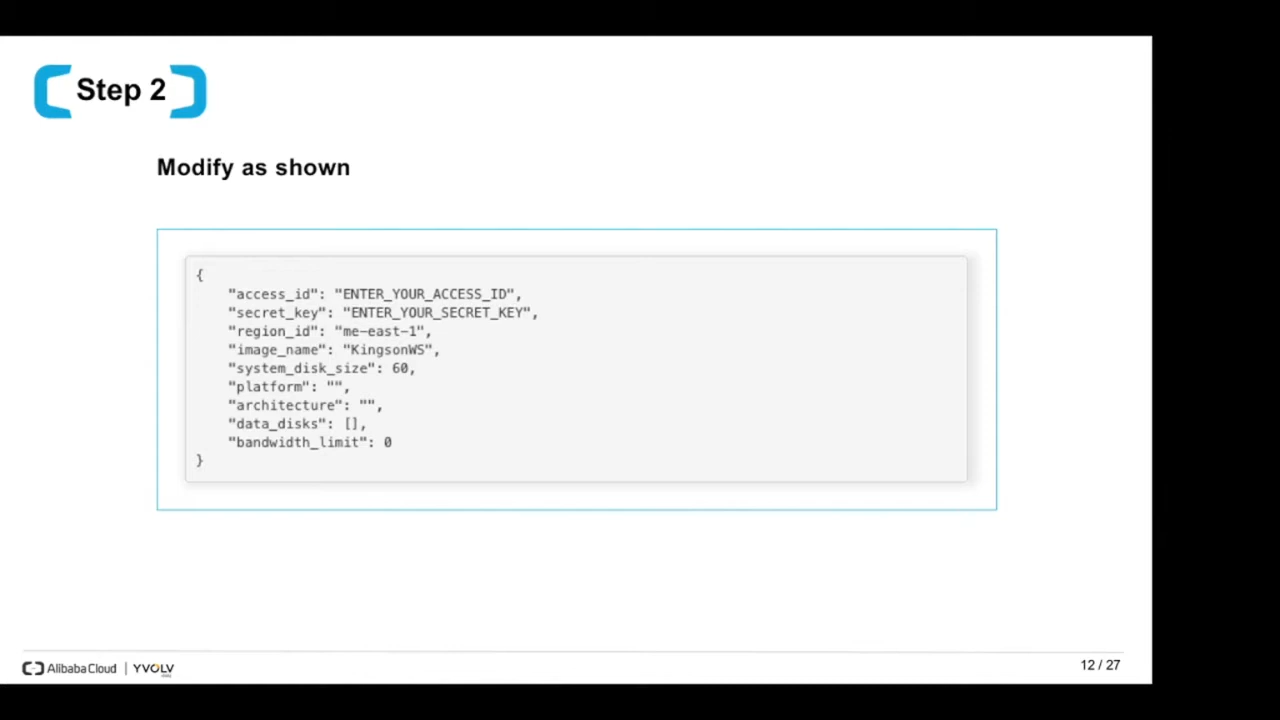 Step 2
Modify as shown
{
"access_id": "ENTER_YOUR_ACCESS_ID",
"secret_key": "ENTER_YOUR_SECRET_KEY",
"region_id": "me-east-1",
"image_name": "KingsonWS",
"system_disk_size": 60,
"platform": "",
"architecture": "",
"data_disks": [],
"bandwidth_limit": 0
}
Alibaba Cloud | YVOLV
12 / 27